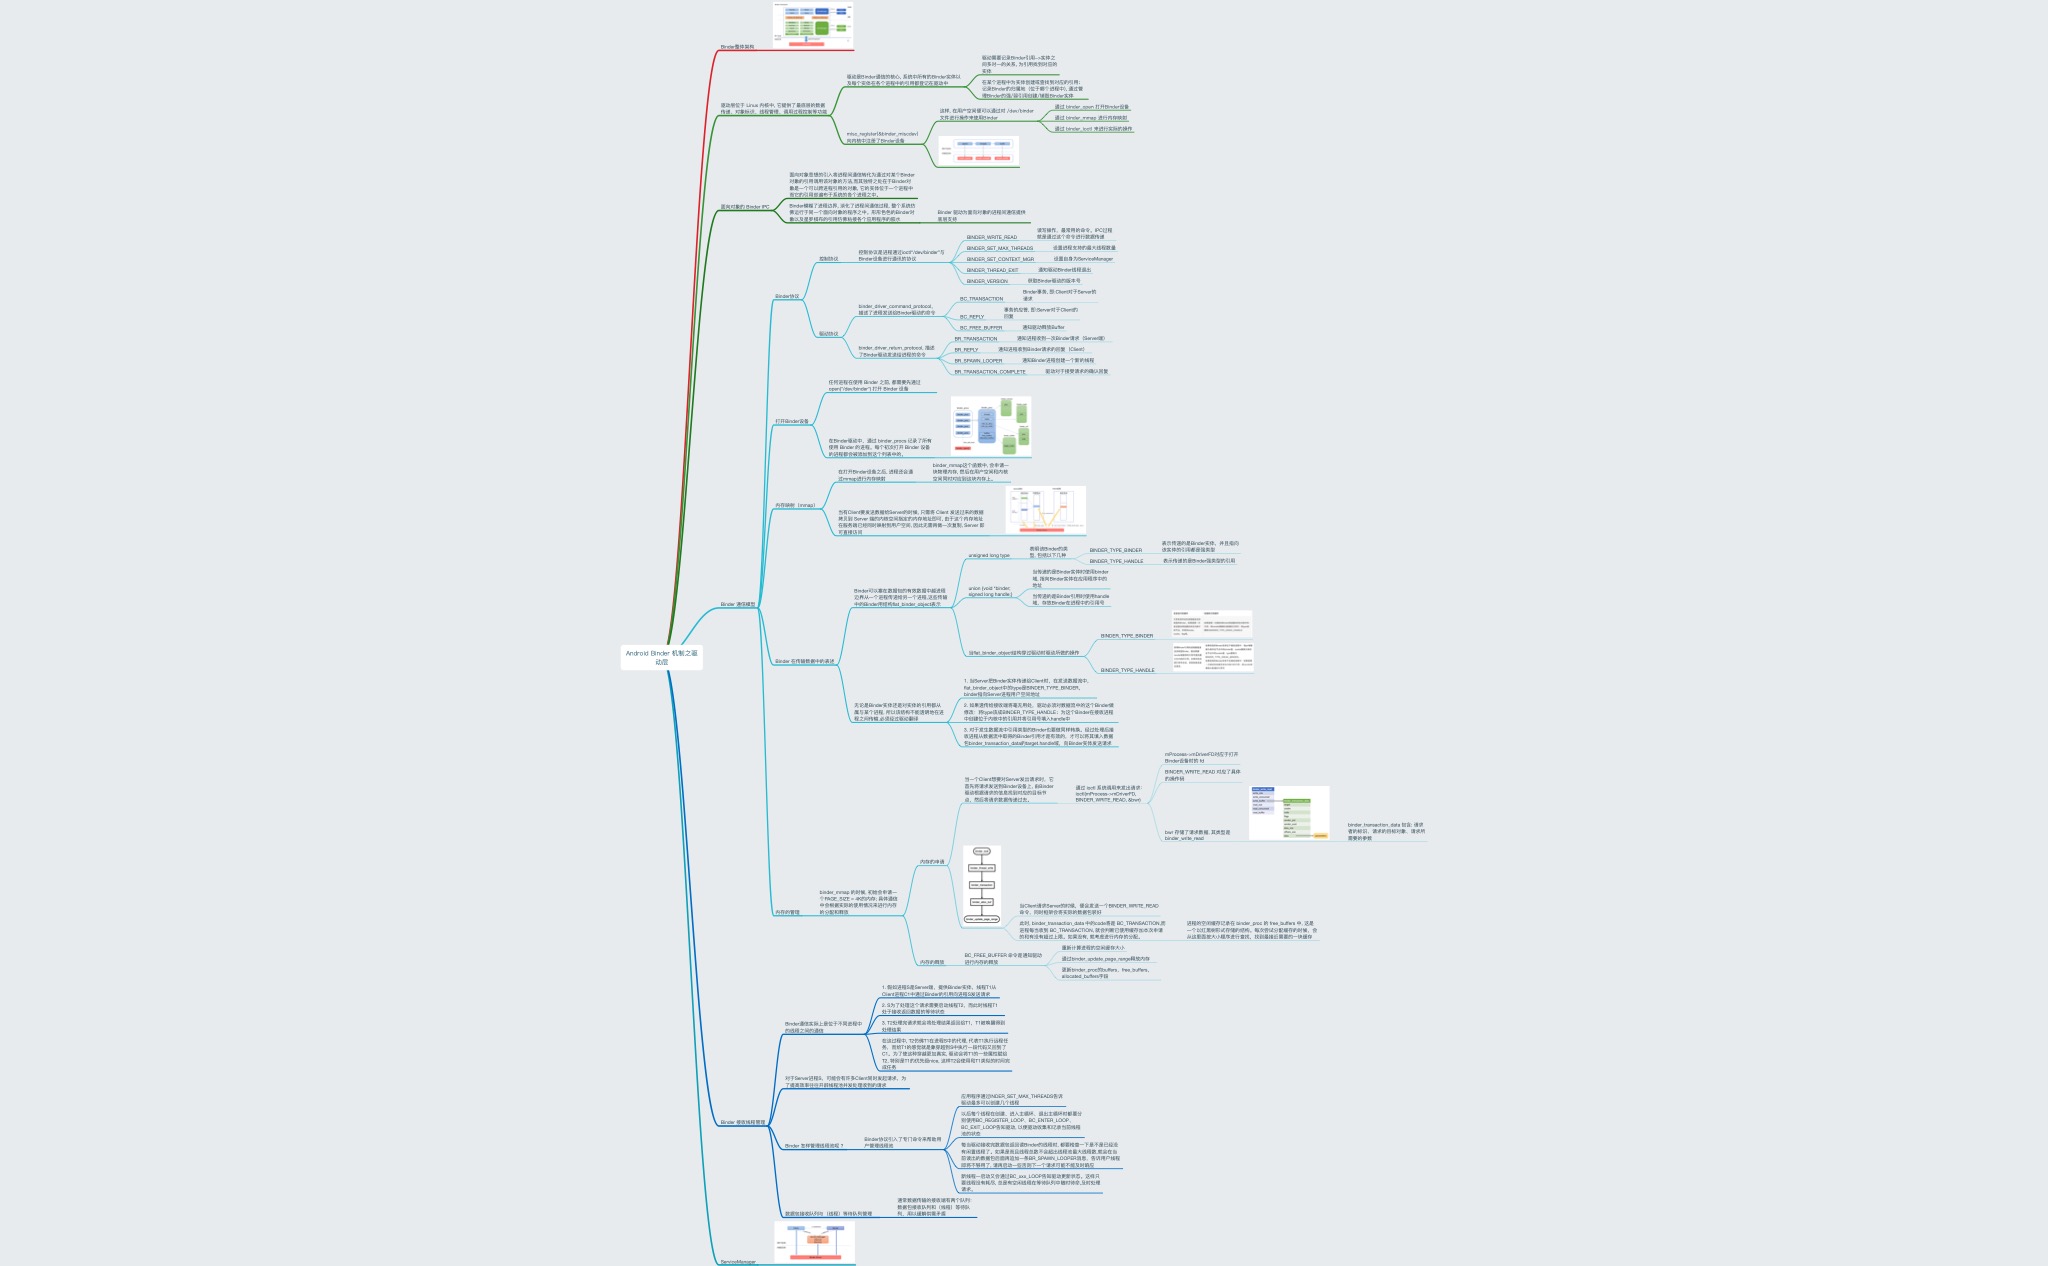 Binder整体架构
驱动层位于 Linux 内核中, 它提供了最底层的数据
传递、对象标识、线程管理、调用过程控制等功能
驱动是Binder通信的核心, 系统中所有的Binder实体以
及每个实体在各个进程中的引用都登记在驱动中
驱动需要记录Binder引用->实体之
间多对一的关系, 为引用找到对应的
实体
在某个进程中为实体创建或查找到对应的引用;
记录Binder的归属地（位于哪个进程中), 通过管
理Binder的强/弱引用创建/销毁Binder实体
misc_register(&binder_miscdev)
向内核中注册了Binder设备
这样, 在用户空间便可以通过对 /dev/binder
文件进行操作来使用Binder
通过 binder_open 打开Binder设备
通过 binder_mmap 进行内存映射
通过 binder_ioctl 来进行实际的操作
面向对象的 Binder IPC
面向对象思想的引入将进程间通信转化为通过对某个Binder
对象的引用调用该对象的方法,而其独特之处在于Binder对
象是一个可以跨进程引用的对象, 它的实体位于一个进程中
而它的引用却遍布于系统的各个进程之中。
Binder模糊了进程边界, 淡化了进程间通信过程, 整个系统仿
佛运行于同一个面向对象的程序之中。形形色色的Binder对
象以及星罗棋布的引用仿佛粘接各个应用程序的胶水
Binder 驱动为面向对象的进程间通信提供
底层支持
Binder 通信模型
Binder协议
控制协议
控制协议是进程通过ioctl"/dev/binder"与
Binder设备进行通讯的协议
BINDER_WRITE_READ
读写操作。最常用的命令。IPC过程
就是通过这个命令进行数据传递
BINDER_SET_MAX_THREADS
设置进程支持的最大线程数量
BINDER_SET_CONTEXT_MGR
设置自身为ServiceManager
BINDER_THREAD_EXIT
通知驱动Binder线程退出
BINDER_VERSION
获取Binder驱动的版本号
驱动协议
binder_driver_command_protocol,
描述了进程发送给Binder驱动的命令
BC_TRANSACTION
Binder事务, 即:Client对于Server的
请求
BC_REPLY
事务的应答, 即:Server对于Client的
回复
BC_FREE_BUFFER
通知驱动释放Buffer
binder_driver_return_protocol, 描述
了Binder驱动发送给进程的命令
BR_TRANSACTION
通知进程收到一次Binder请求（Server端）
BR_REPLY
通知进程收到Binder请求的回复（Client）
BR_SPAWN_LOOPER
通知Binder进程创建一个新的线程
BR_TRANSACTION_COMPLETE
驱动对于接受请求的确认回复
打开Binder设备
任何进程在使用 Binder 之前, 都需要先通过
open("/dev/binder") 打开 Binder 设备
在Binder驱动中, 通过 binder_procs 记录了所有
使用 Binder 的进程。每个初次打开 Binder 设备
的进程都会被添加到这个列表中的。
内存映射（mmap）
在打开Binder设备之后, 进程还会通
过mmap进行内存映射
binder_mmap这个函数中, 会申请一
块物理内存, 然后在用户空间和内核
空间同时对应到这块内存上。
当有Client要发送数据给Server的时候, 只需将 Client 发送过来的数据
拷贝到 Server 端的内核空间指定的内存地址即可, 由于这个内存地址
在服务端已经同时映射到用户空间, 因此无需再做一次复制, Server 即
可直接访问
Binder 在传输数据中的表述
Binder可以塞在数据包的有效数据中越进程
边界从一个进程传递给另一个进程,这些传输
中的Binder用结构flat_binder_object表示
unsigned long type
表明该Binder的类
型, 包括以下几种
BINDER_TYPE_BINDER
表示传递的是Binder实体, 并且指向
该实体的引用都是强类型
BINDER_TYPE_HANDLE
表示传递的是Binder强类型的引用
union {void *binder;
signed long handle;}
当传递的是Binder实体时使用binder
域, 指向Binder实体在应用程序中的
地址
当传递的是Binder引用时使用handle
域, 存放Binder在进程中的引用号
当flat_binder_object结构穿过驱动时驱动所做的操作
BINDER_TYPE_BINDER
BINDER_TYPE_HANDLE
无论是Binder实体还是对实体的引用都从
属与某个进程, 所以该结构不能透明地在进
程之间传输,必须经过驱动翻译
1. 当Server把Binder实体传递给Client时, 在发送数据流中,
flat_binder_object中的type是BINDER_TYPE_BINDER,
binder指向Server进程用户空间地址
2. 如果透传给接收端将毫无用处, 驱动必须对数据流中的这个Binder做
修改: 将type该成BINDER_TYPE_HANDLE; 为这个Binder在接收进程
中创建位于内核中的引用并将引用号填入handle中
3. 对于发生数据流中引用类型的Binder也要做同样转换。经过处理后接
收进程从数据流中取得的Binder引用才是有效的, 才可以将其填入数据
包binder_transaction_data的target.handle域, 向Binder实体发送请求
内存的管理
binder_mmap 的时候, 初始会申请一
个PAGE_SIZE = 4K的内存; 具体通信
中会根据实际的使用情况来进行内存
的分配和释放
内存的申请
当一个Client想要对Server发出请求时, 它
首先将请求发送到Binder设备上, 由Binder
驱动根据请求的信息找到对应的目标节
点, 然后将请求数据传递过去。
通过 ioctl 系统调用来发出请求:
ioctl(mProcess->mDriverFD,
BINDER_WRITE_READ, &bwr)
mProcess->mDriverFD对应于打开
Binder设备时的 fd
BINDER_WRITE_READ 对应了具体
的操作码
bwr 存储了请求数据, 其类型是
binder_write_read
binder_transaction_data 包含: 请求
者的标识、请求的目标对象、请求所
需要的参数
当Client请求Server的时候, 便会发送一个BINDER_WRITE_READ
命令, 同时框架会将实际的数据包装好
此时, binder_transaction_data 中的code将是 BC_TRANSACTION,而
进程每当收到 BC_TRANSACTION, 就会判断已使用缓存加本次申请
的和有没有超过上限。如果没有, 就考虑进行内存的分配。
进程的空闲缓存记录在 binder_proc 的 free_buffers 中, 这是
一个以红黑树形式存储的结构。每次尝试分配缓存的时候, 会
从这里面按大小顺序进行查找, 找到最接近需要的一块缓存
内存的释放
BC_FREE_BUFFER 命令是通知驱动
进行内存的释放
重新计算进程的空闲缓存大小
通过binder_update_page_range释放内存
更新binder_proc的buffers、free_buffers、
allocated_buffers字段
Android Binder 机制之驱
动层
Binder 接收线程管理
Binder通信实际上是位于不同进程中
的线程之间的通信
1. 假如进程S是Server端, 提供Binder实体, 线程T1从
Client进程C1中通过Binder的引用向进程S发送请求
2. S为了处理这个请求需要启动线程T2, 而此时线程T1
处于接收返回数据的等待状态
3. T2处理完请求就会将处理结果返回给T1, T1被唤醒得到
处理结果
在这过程中, T2仿佛T1在进程S中的代理, 代表T1执行远程任
务, 而给T1的感觉就是象穿越到S中执行一段代码又回到了
C1。为了使这种穿越更加真实, 驱动会将T1的一些属性赋给
T2, 特别是T1的优先级nice, 这样T2会使用和T1类似的时间完
成任务
对于Server进程S, 可能会有许多Client同时发起请求, 为
了提高效率往往开辟线程池并发处理收到的请求
Binder 怎样管理线程池呢？
Binder协议引入了专门命令来帮助用
户管理线程池
应用程序通过INDER_SET_MAX_THREADS告诉
驱动最多可以创建几个线程
以后每个线程在创建、进入主循环、退出主循环时都要分
别使用BC_REGISTER_LOOP、BC_ENTER_LOOP、
BC_EXIT_LOOP告知驱动, 以便驱动收集和记录当前线程
池的状态
每当驱动接收完数据包返回读Binder的线程时, 都要检查一下是不是已经没
有闲置线程了。如果是而且线程总数不会超出线程池最大线程数,就会在当
前读出的数据包后面再追加一条BR_SPAWN_LOOPER消息, 告诉用户线程
即将不够用了, 请再启动一些否则下一个请求可能不能及时响应
新线程一启动又会通过BC_xxx_LOOP告知驱动更新状态。这样只
要线程没有耗尽, 总是有空闲线程在等待队列中随时待命,及时处理
请求。
数据包接收队列与（线程）等待队列管理
通常数据传输的接收端有两个队列:
数据包接收队列和（线程）等待队
列, 用以缓解供需矛盾
ServiceManager